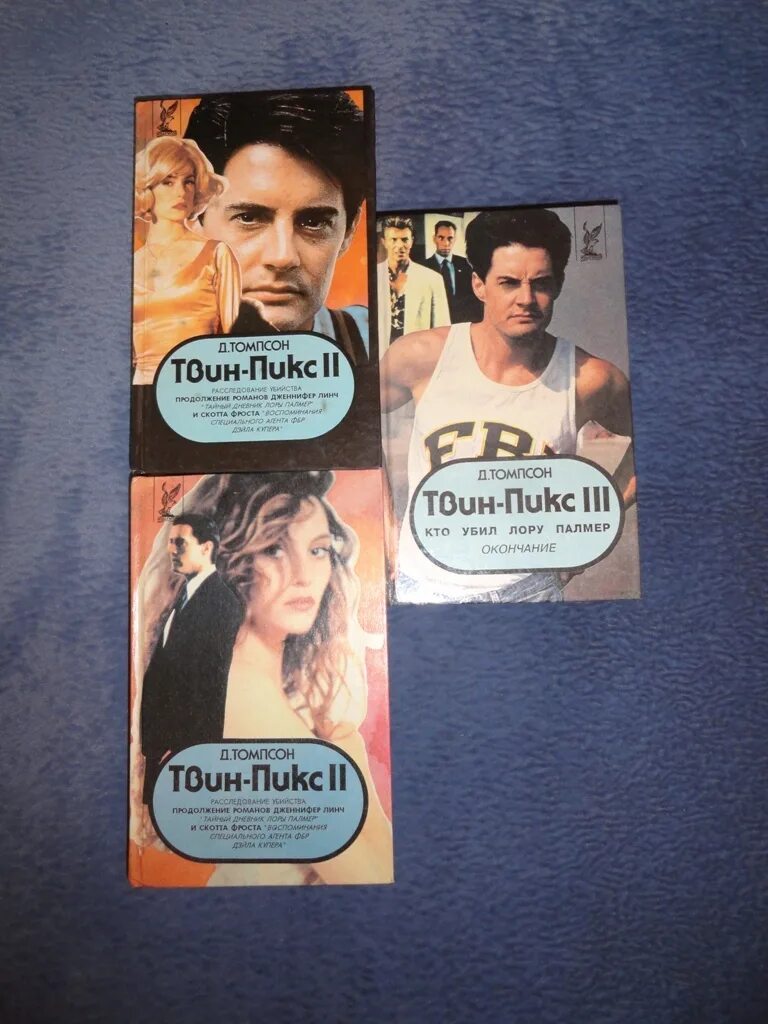 Д.ТОМПСОН
Твин-Пикс II
РАССЛЕДОВАНИЕ УБИЙСТВА
ПРОДОЛЖЕНИЕ РОМАНОВ ДЖЕННИФЕР ЛИНЧ
"ТАЙНЫЙ ДНЕВНИК ЛОРЫ ПАЛМЕР"
И СКОТТА ФРОСТА "ВОСПОМИНАНИЯ
СПЕЦИАЛЬНОГО АГЕНТА ФБР
ДЭЙЛА КУПЕРА"
FB
Д.ТОМПСОН
Твин-Пикс III
КТО УБИЛ ЛОРУ ПАЛМЕР
ОКОНЧАНИЕ
Д.ТОМПСОН
Твин-Пикс II
РАССЛЕДОВАНИЕ УБИЙСТВА
ПРОДОЛЖЕНИЕ РОМАНОВ ДЖЕННИФЕР ЛИНЧ
"ТАЙНЫЙ ДНЕВНИК ЛОРЫ ПАЛМЕР"
И СКОТТА ФРОСТА "ВОСПОМИНАНИЯ
СПЕЦИАЛЬНОГО АГЕНТА ФБР
ДЭЙЛА КУПЕРА"